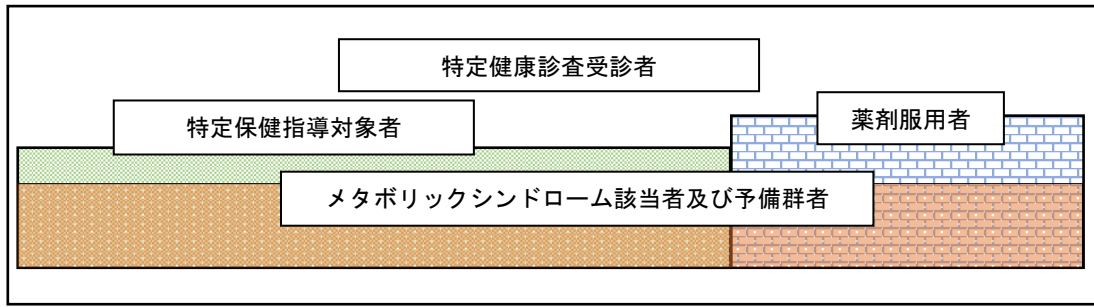 特定健康診査受診者
特定保健指導対象者
薬剤服用者
メタボリックシンドローム該当者及び予備群者